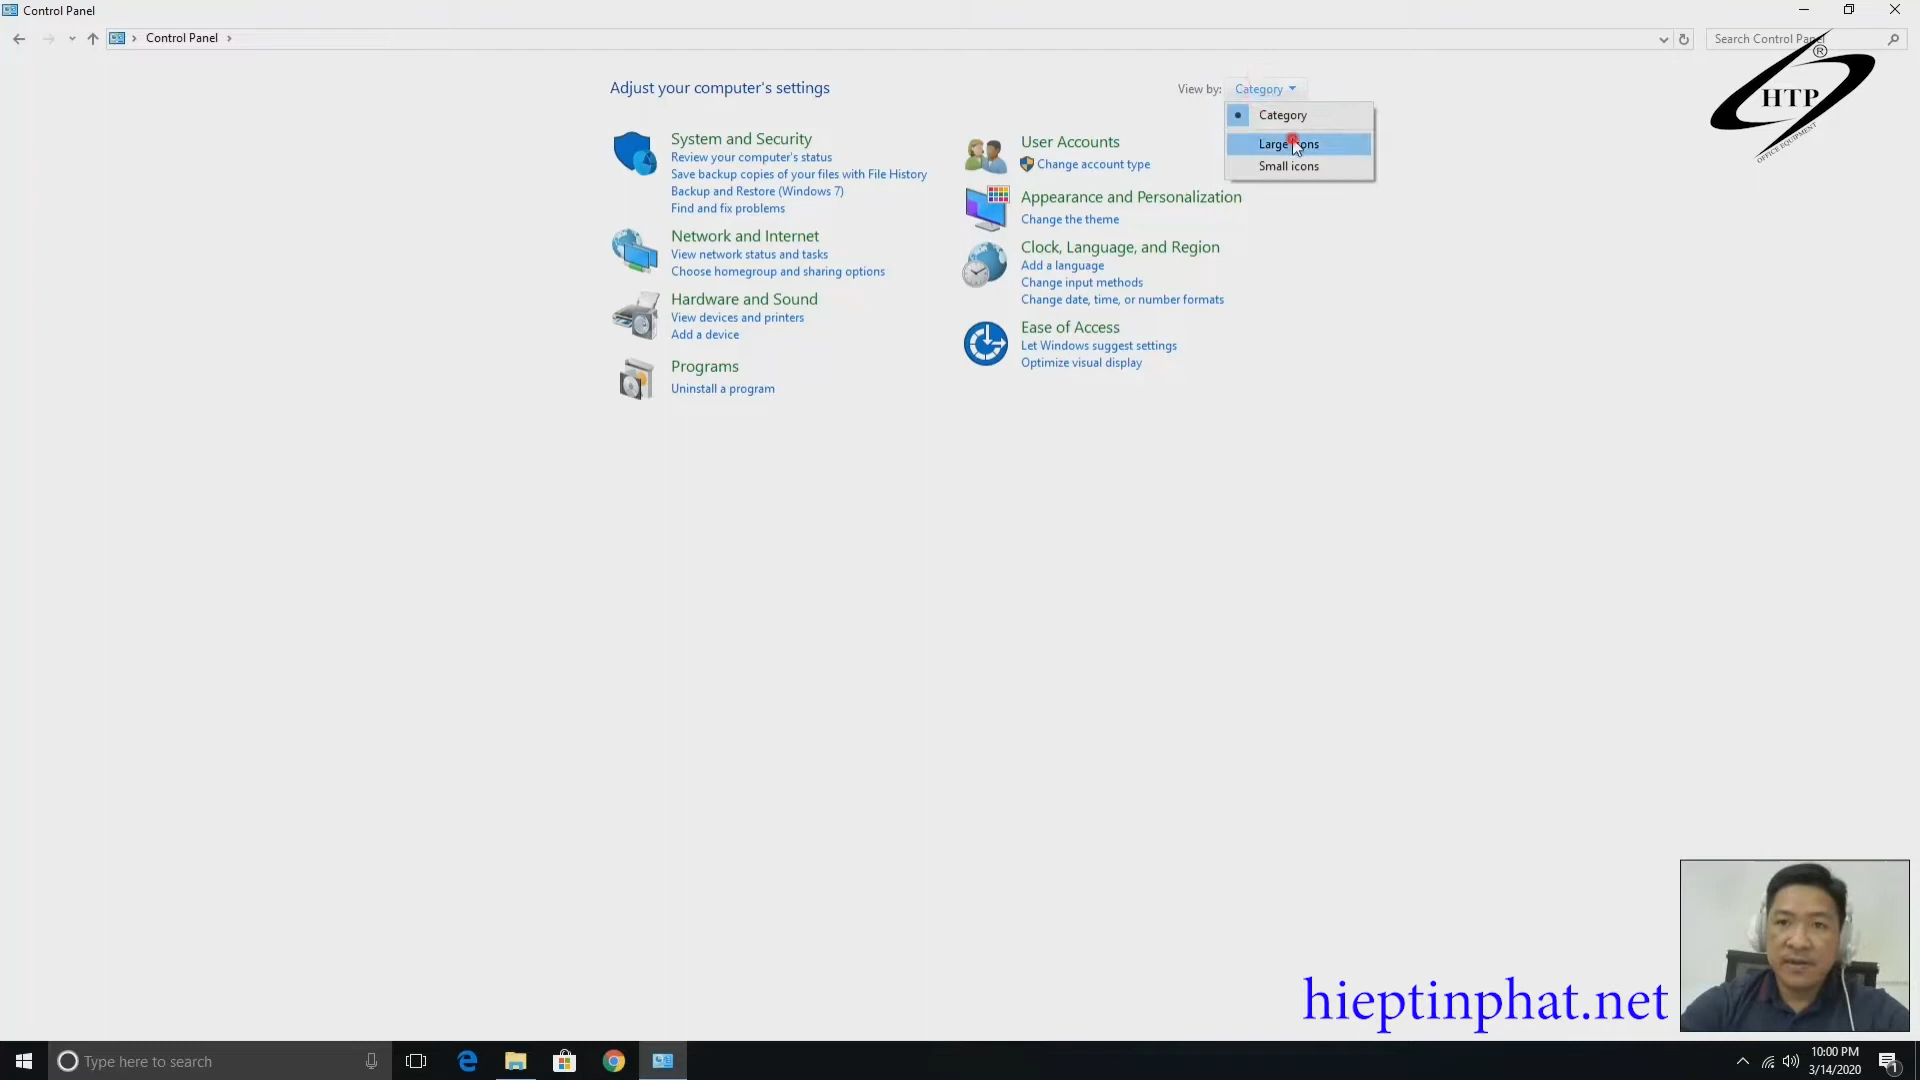 Control Panel
Control Panel
Search Control Panel
®
HTP
OFFICE EQUIPMENT
Adjust your computer's settings
View by: Category
Category
Large icons
Small icons
System and Security
Review your computer's status
Save backup copies of your files with File History
Backup and Restore (Windows 7)
Find and fix problems
Network and Internet
View network status and tasks
Choose homegroup and sharing options
Hardware and Sound
View devices and printers
Add a device
Programs
Uninstall a program
User Accounts
Change account type
Appearance and Personalization
Change the theme
Clock, Language, and Region
Add a language
Change input methods
Change date, time, or number formats
Ease of Access
Let Windows suggest settings
Optimize visual display
hieptinphat.net
Type here to search
10:00 PM
3/14/2020
1